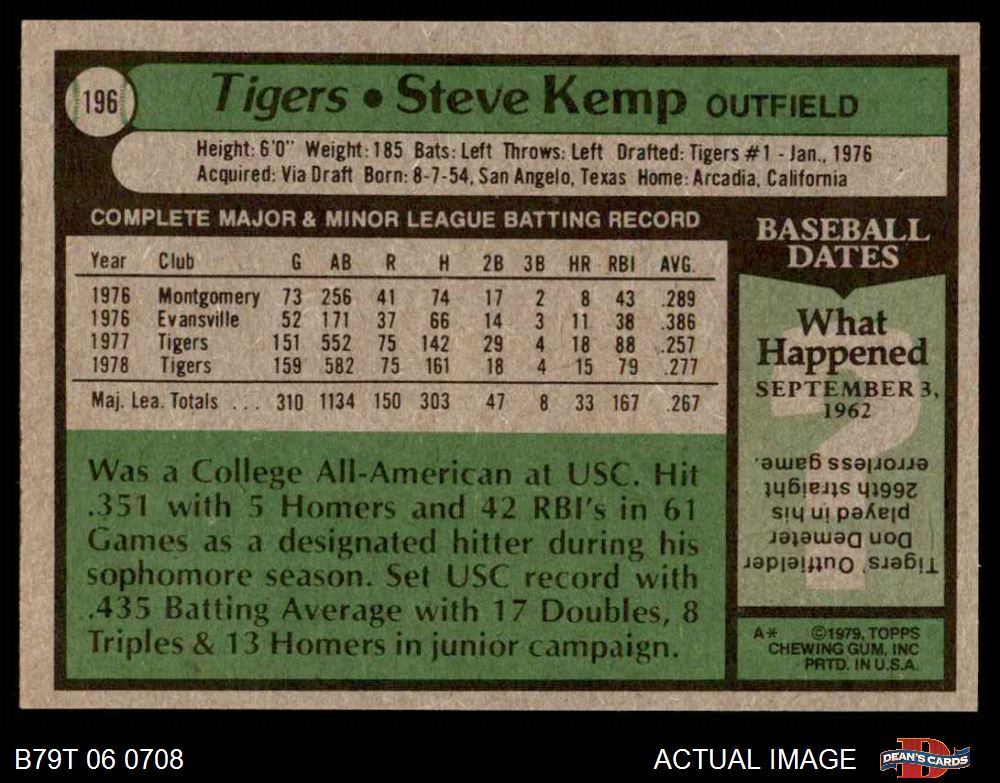 196
Tigers • Steve Kemp OUTFIELD
Height: 6'0" Weight: 185 Bats: Left Throws: Left Drafted: Tigers #1 - Jan., 1976
Acquired: Via Draft Born: 8-7-54, San Angelo, Texas Home: Arcadia, California
COMPLETE MAJOR & MINOR LEAGUE BATTING RECORD
Year Club G AB R H 2B 3B HR RBI AVG.
1976 Montgomery 73 256 41 74 17 2 8 43 .289
1976 Evansville 52 171 37 66 14 3 11 38 .386
1977 Tigers 151 552 75 142 29 4 18 88 .257
1978 Tigers 159 582 75 161 18 4 15 79 .277
Maj. Lea. Totals ... 310 1134 150 303 47 8 33 167 .267
Was a College All-American at USC. Hit
.351 with 5 Homers and 42 RBI's in 61
Games as a designated hitter during his
sophomore season. Set USC record with
.435 Batting Average with 17 Doubles, 8
Triples & 13 Homers in junior campaign.
BASEBALL
DATES
What
Happened
SEPTEMBER 3,
1962
Tigers' Outfielder
Don Demeter
played in his
266th straight
errorless game.
A* ©1979, TOPPS
CHEWING GUM, INC
PRTD. IN U.S.A.
B79T 06 0708
ACTUAL IMAGE
D
DEAN'S CARDS